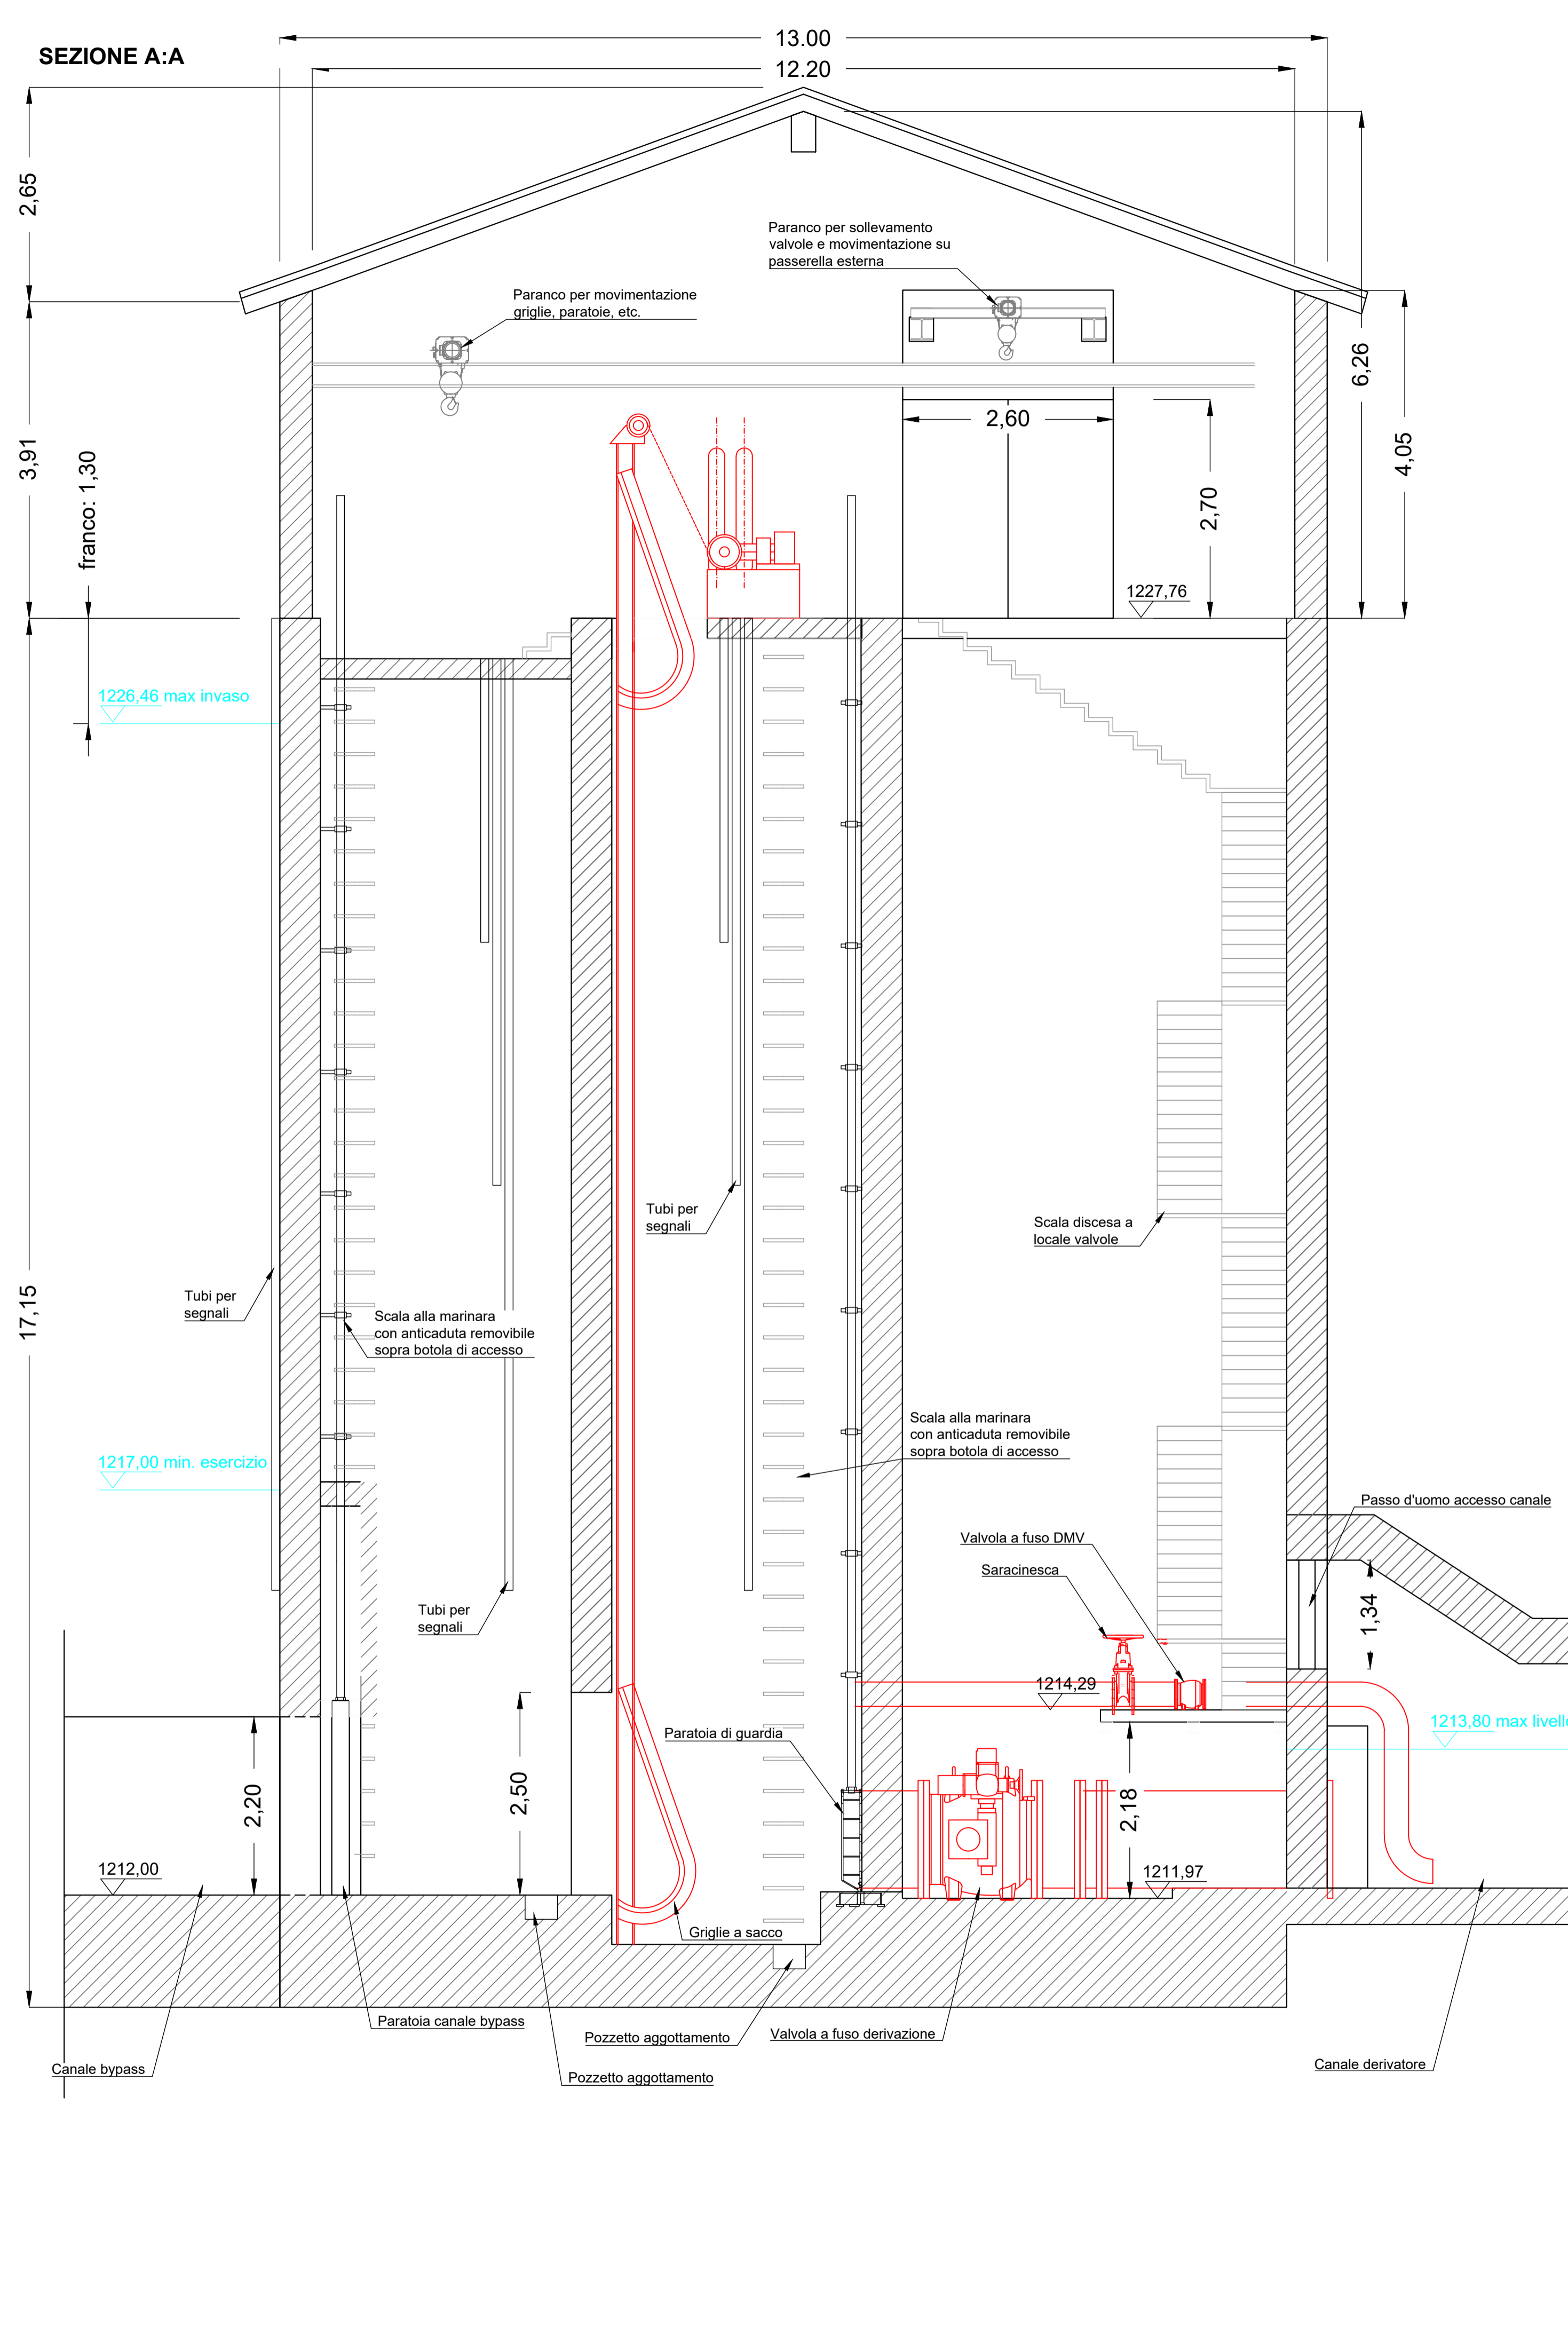 SEZIONE A:A
13.00
12.20
2,65
Paranco per sollevamento
valvole e movimentazione su
passerella esterna
Paranco per movimentazione
griglie, paratoie, etc.
6,26
3,91
2,60
4,05
franco: 1,30
2,70
1227,76
1226,46 max invaso
Tubi per
segnali
Scala discesa a
locale valvole
17,15
Tubi per
segnali
Scala alla marinara
con anticaduta removibile
sopra botola di accesso
Scala alla marinara
con anticaduta removibile
sopra botola di accesso
1217,00 min. esercizio
Passo d'uomo accesso canale
Valvola a fuso DMV
Saracinesca
Tubi per
segnali
1,34
1214,29
Paratoia di guardia
1213,80 max livello
2,20
2,50
2,18
1212,00
1211,97
Griglie a sacco
Paratoia canale bypass
Pozzetto aggottamento
Valvola a fuso derivazione
Canale bypass
Pozzetto aggottamento
Canale derivatore